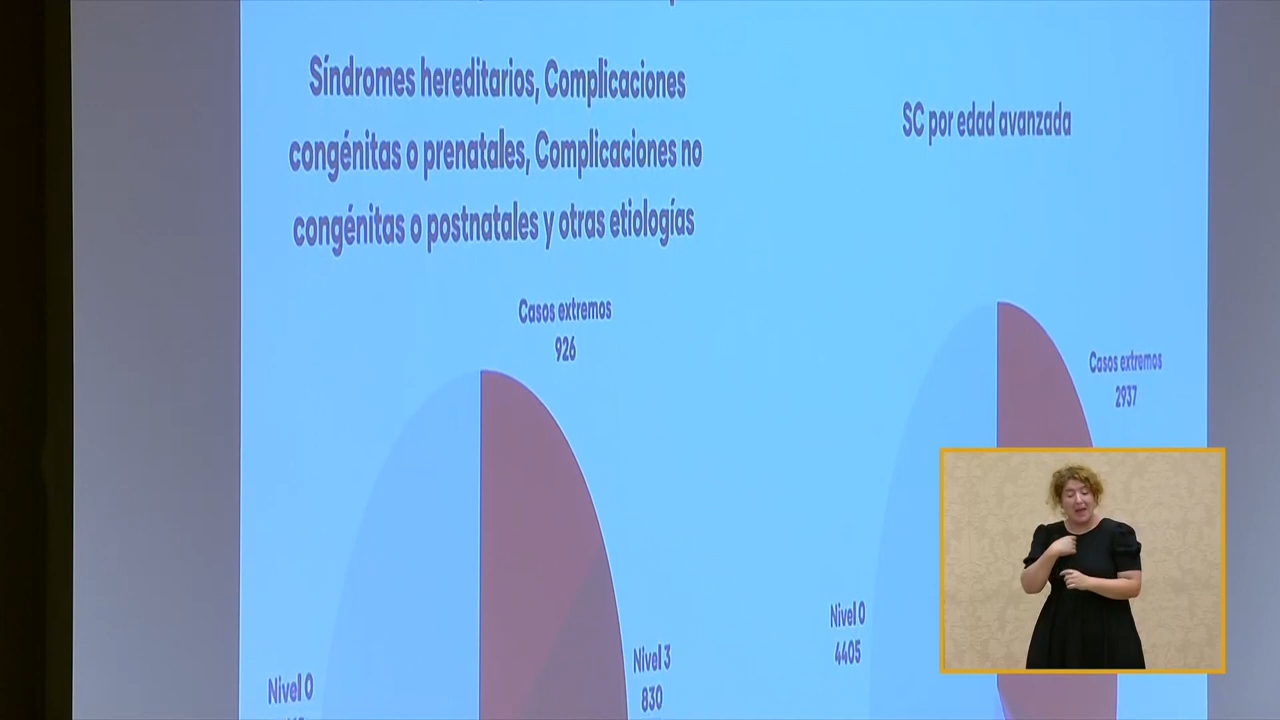 Síndromes hereditarios, Complicaciones
congénitas o prenatales, Complicaciones no
congénitas o postnatales y otras etiologías
SC por edad avanzada
Casos extremos
926
Casos extremos
2937
Nivel 0
4405
Nivel 3
830
Nivel 0